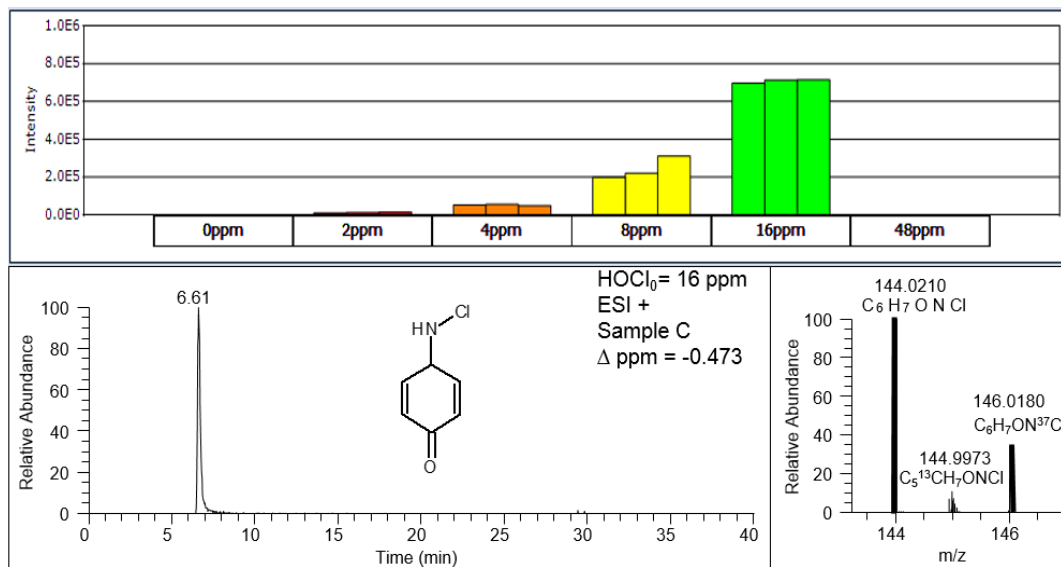 1.0E6
8.0E5
6.0E5
4.0E5
2.0E5
0.0E0
Intensity
0ppm 2ppm 4ppm 8ppm 16ppm 48ppm
6.61
100
80
60
40
20
0
Relative Abundance
0 5 10 15 20 25 30 35 40
Time (min)
Cl
HN
O
HOCl₀= 16 ppm
ESI +
Sample C
Δ ppm = -0.473
144.0210
C₆ H₇ O N Cl
146.0180
C₆H₇ON³⁷C
144.9973
C₅¹³CH₇ONCl
100
80
60
40
20
0
Relative Abundance
144 146
m/z